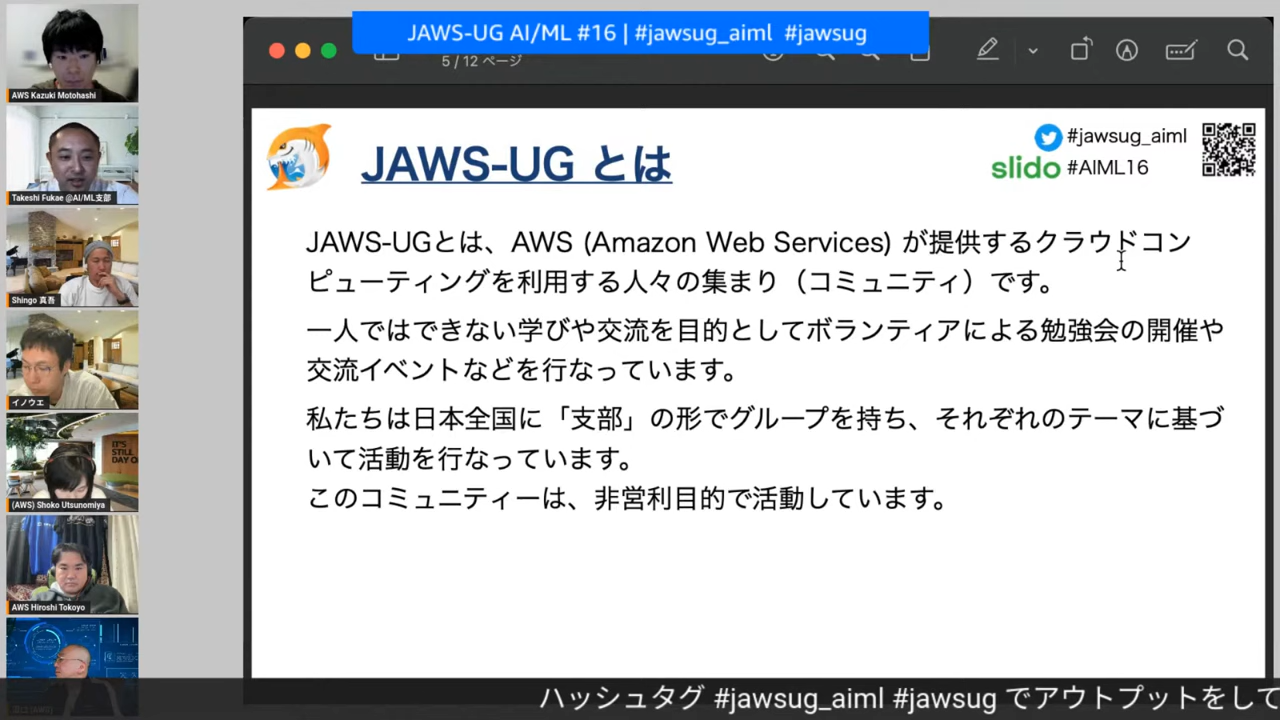 JAWS-UG AI/ML #16 | #jawsug_aiml #jawsug
5 / 12 ページ
AWS Kazuki Motohashi
Takeshi Fukae @AI/ML支部
Shingo 真吾
イノウエ
(AWS) Shoko Utsunomiya
AWS Hiroshi Tokoyo
JAWS-UG とは
#jawsug_aiml
slido #AIML16
JAWS-UGとは、AWS (Amazon Web Services) が提供するクラウドコン
ピューティングを利用する人々の集まり（コミュニティ）です。
一人ではできない学びや交流を目的としてボランティアによる勉強会の開催や
交流イベントなどを行なっています。
私たちは日本全国に「支部」の形でグループを持ち、それぞれのテーマに基づ
いて活動を行なっています。
このコミュニティーは、非営利目的で活動しています。
ハッシュタグ #jawsug_aiml #jawsug でアウトプットをして